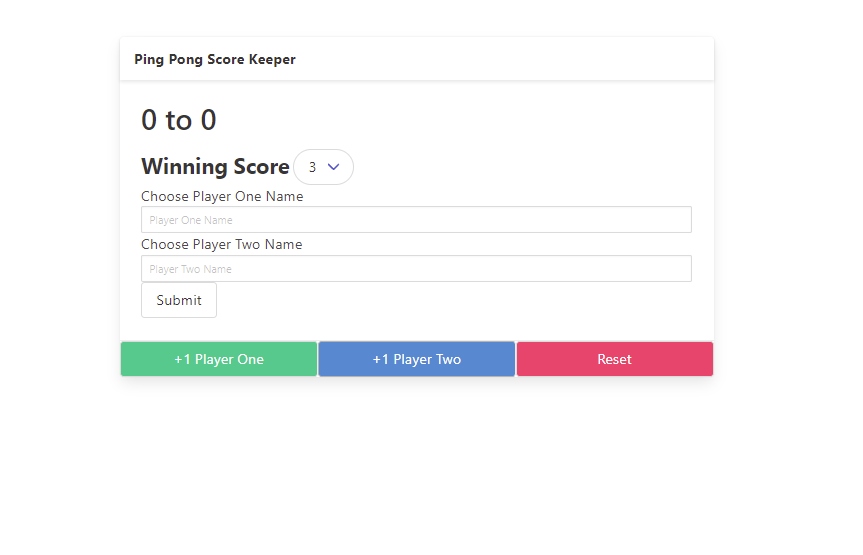 Ping Pong Score Keeper
0 to 0
Winning Score 3
Choose Player One Name
Player One Name
Choose Player Two Name
Player Two Name
Submit
+1 Player One +1 Player Two Reset